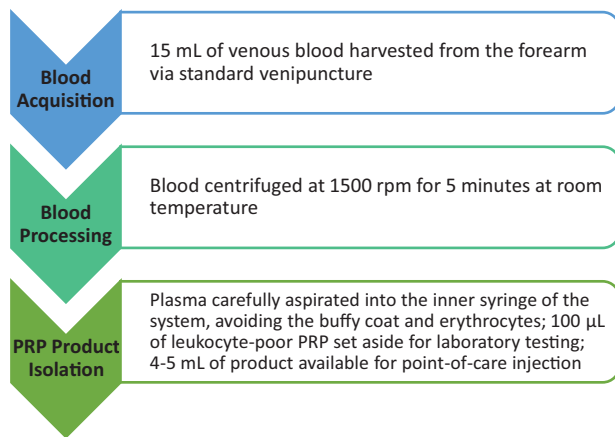 Blood
Acquisition
15 mL of venous blood harvested from the forearm
via standard venipuncture
Blood
Processing
Blood centrifuged at 1500 rpm for 5 minutes at room
temperature
PRP Product
Isolation
Plasma carefully aspirated into the inner syringe of the
system, avoiding the buffy coat and erythrocytes; 100 µL
of leukocyte-poor PRP set aside for laboratory testing;
4-5 mL of product available for point-of-care injection